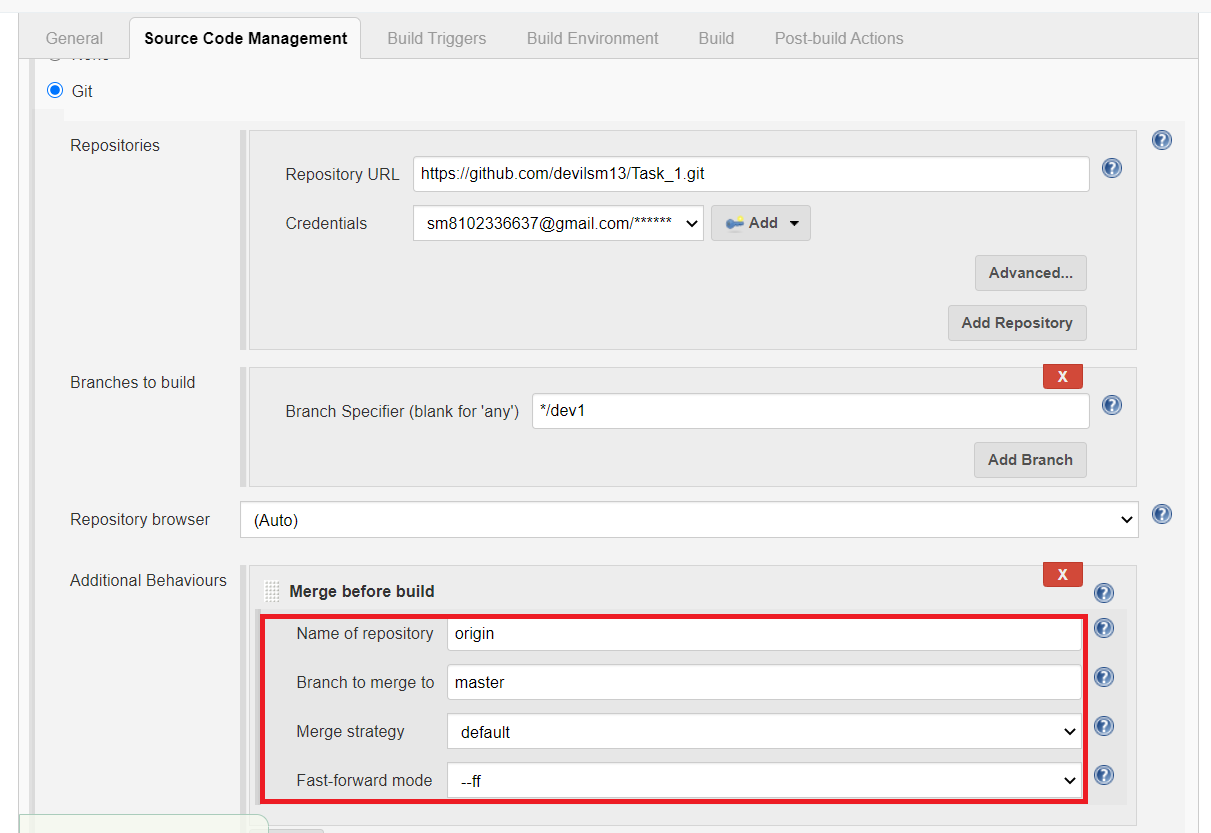 General Source Code Management Build Triggers Build Environment Build Post-build Actions
Git
Repositories
Repository URL https://github.com/devilsm13/Task_1.git
Credentials sm8102336637@gmail.com/****** Add
Advanced...
Add Repository
Branches to build
X
Branch Specifier (blank for 'any') */dev1
Add Branch
Repository browser (Auto)
Additional Behaviours
X
Merge before build
Name of repository origin
Branch to merge to master
Merge strategy default
Fast-forward mode --ff